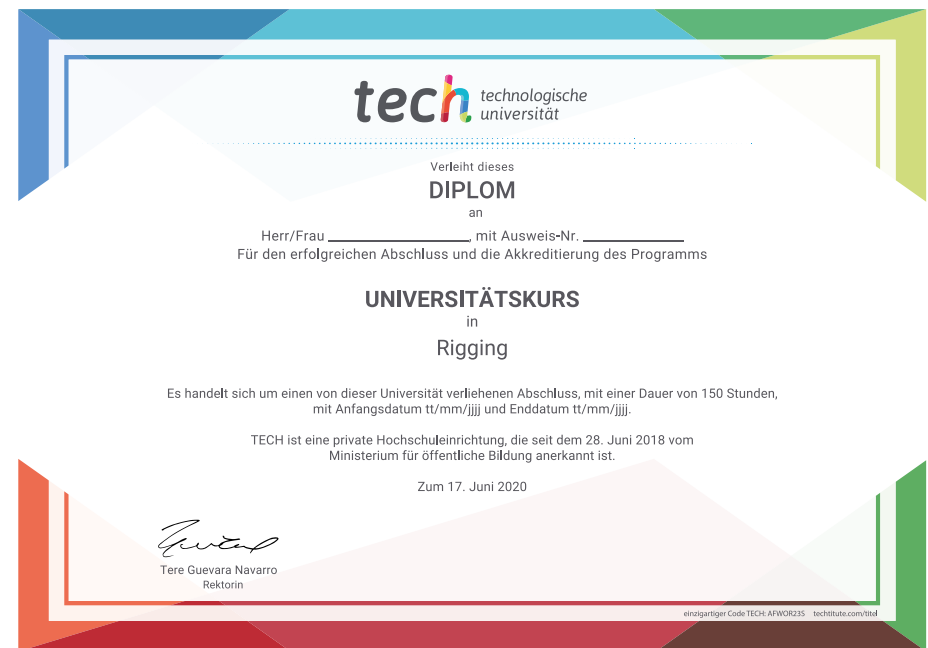 tech technologische
universität
Verleiht dieses
DIPLOM
an
Herr/Frau ____________, mit Ausweis-Nr. ____________
Für den erfolgreichen Abschluss und die Akkreditierung des Programms
UNIVERSITÄTSKURS
in
Rigging
Es handelt sich um einen von dieser Universität verliehenen Abschluss, mit einer Dauer von 150 Stunden,
mit Anfangsdatum tt/mm/jjjj und Enddatum tt/mm/jjjj.
TECH ist eine private Hochschuleinrichtung, die seit dem 28. Juni 2018 vom
Ministerium für öffentliche Bildung anerkannt ist.
Zum 17. Juni 2020
Tere Guevara Navarro
Rektorin
einzigartiger Code TECH: AFWOR23S techtitute.com/titel